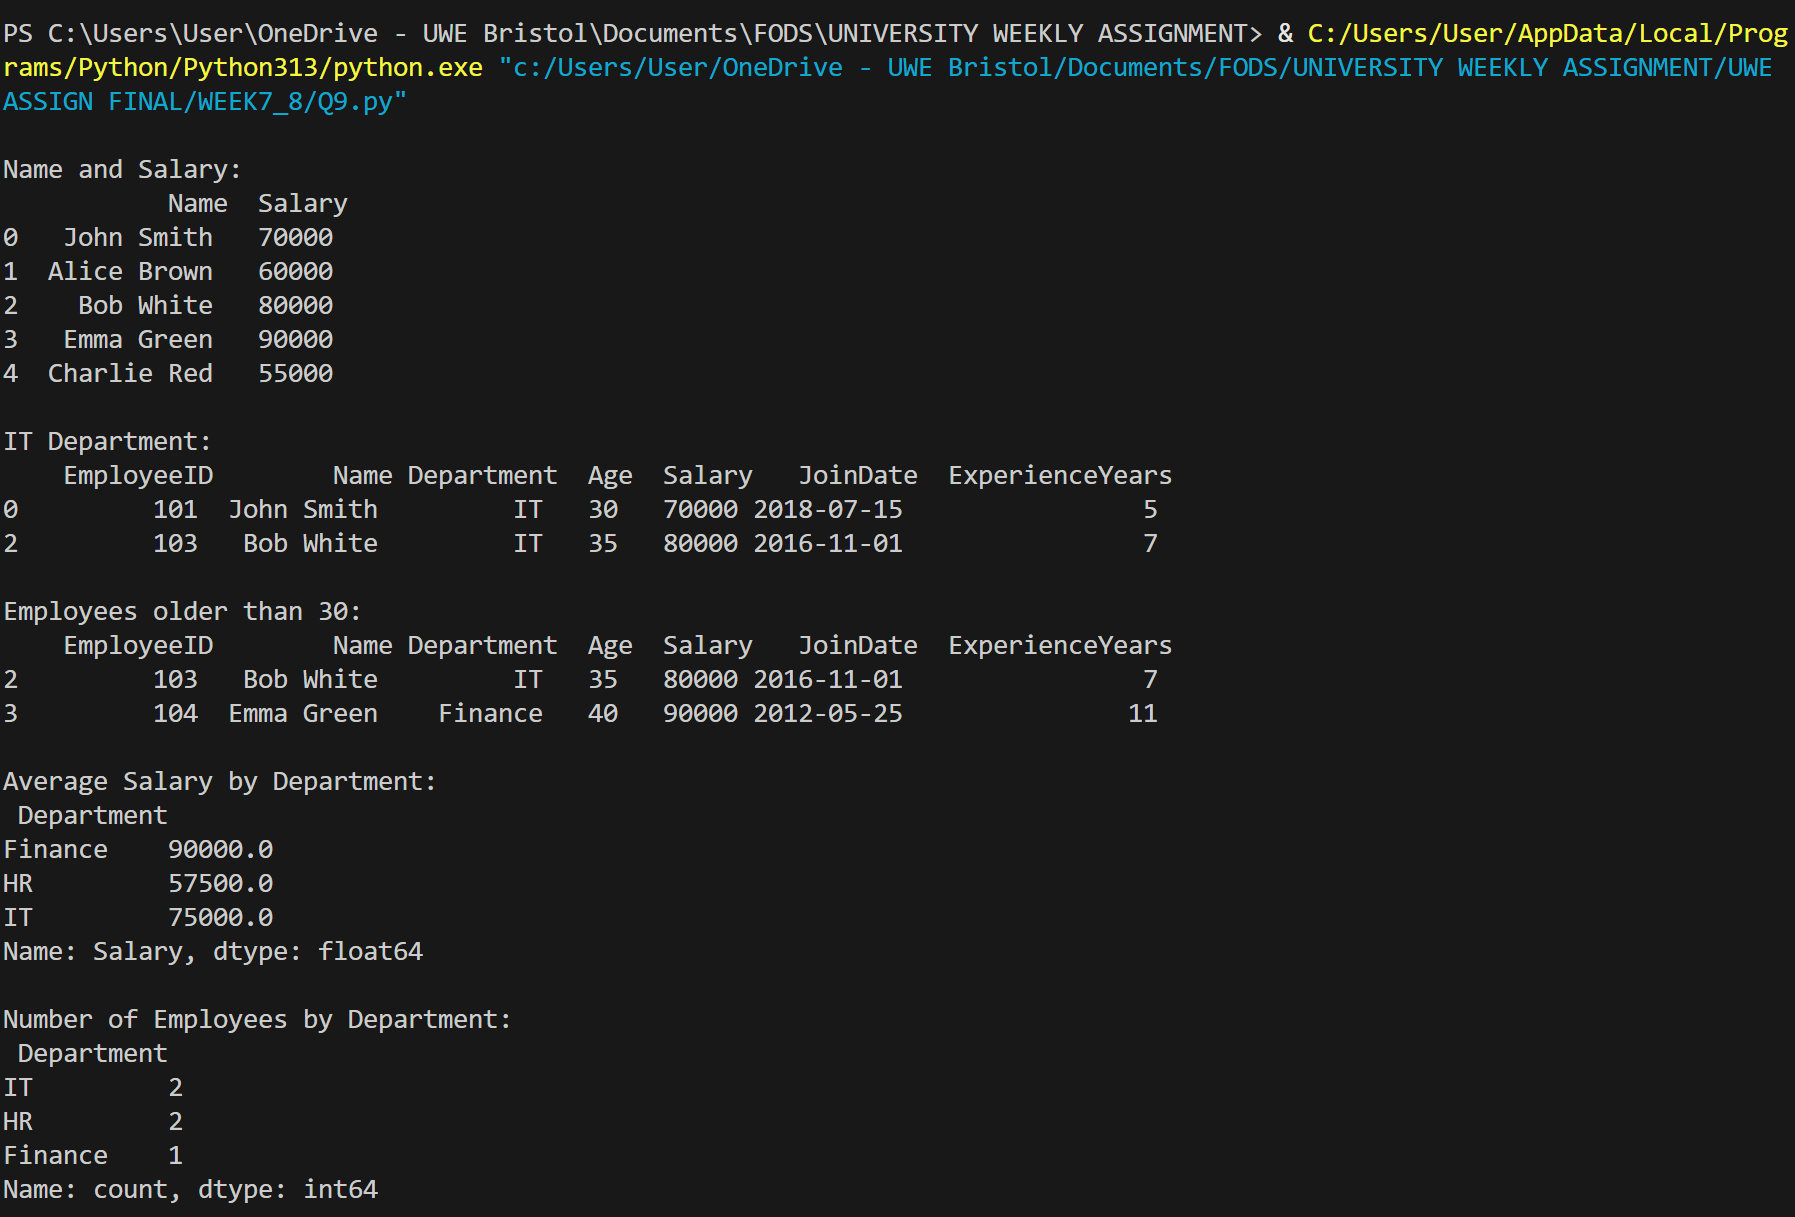 PS C:\Users\User\OneDrive - UWE Bristol\Documents\FODS\UNIVERSITY WEEKLY ASSIGNMENT> & C:/Users/User/AppData/Local/Prog
rams/Python/Python313/python.exe "c:/Users/User/OneDrive - UWE Bristol/Documents/FODS/UNIVERSITY WEEKLY ASSIGNMENT/UWE
ASSIGN FINAL/WEEK7_8/Q9.py"
Name and Salary:
Name  Salary
0   John Smith   70000
1  Alice Brown   60000
2    Bob White   80000
3   Emma Green   90000
4  Charlie Red   55000
IT Department:
EmployeeID        Name Department  Age  Salary   JoinDate  ExperienceYears
0         101  John Smith         IT   30   70000 2018-07-15                5
2         103   Bob White         IT   35   80000 2016-11-01                7
Employees older than 30:
EmployeeID        Name Department  Age  Salary   JoinDate  ExperienceYears
2         103   Bob White         IT   35   80000 2016-11-01                7
3         104  Emma Green    Finance   40   90000 2012-05-25               11
Average Salary by Department:
Department
Finance    90000.0
HR         57500.0
IT         75000.0
Name: Salary, dtype: float64
Number of Employees by Department:
Department
IT         2
HR         2
Finance    1
Name: count, dtype: int64